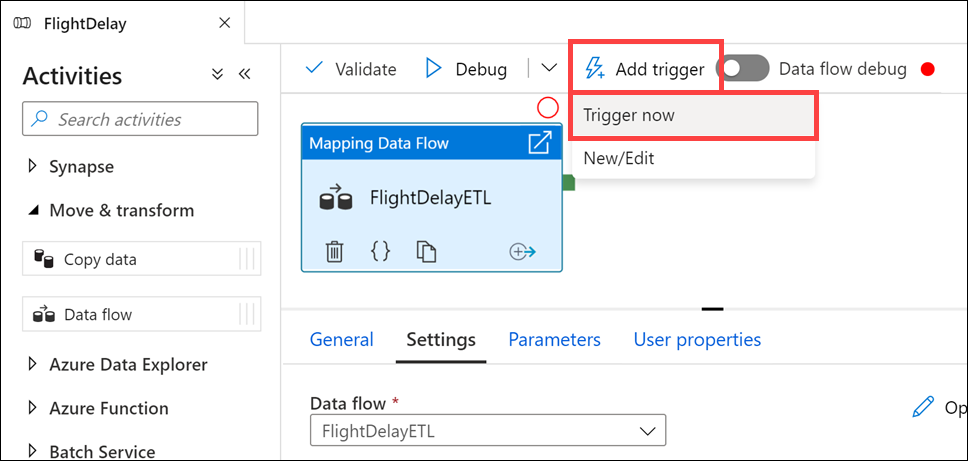 FlightDelay
Activities
Search activities
Synapse
Move & transform
Copy data
Data flow
Azure Data Explorer
Azure Function
Batch Service
Validate
Debug
Add trigger
Data flow debug
Trigger now
New/Edit
Mapping Data Flow
FlightDelayETL
{}
General
Settings
Parameters
User properties
Data flow *
FlightDelayETL
Op